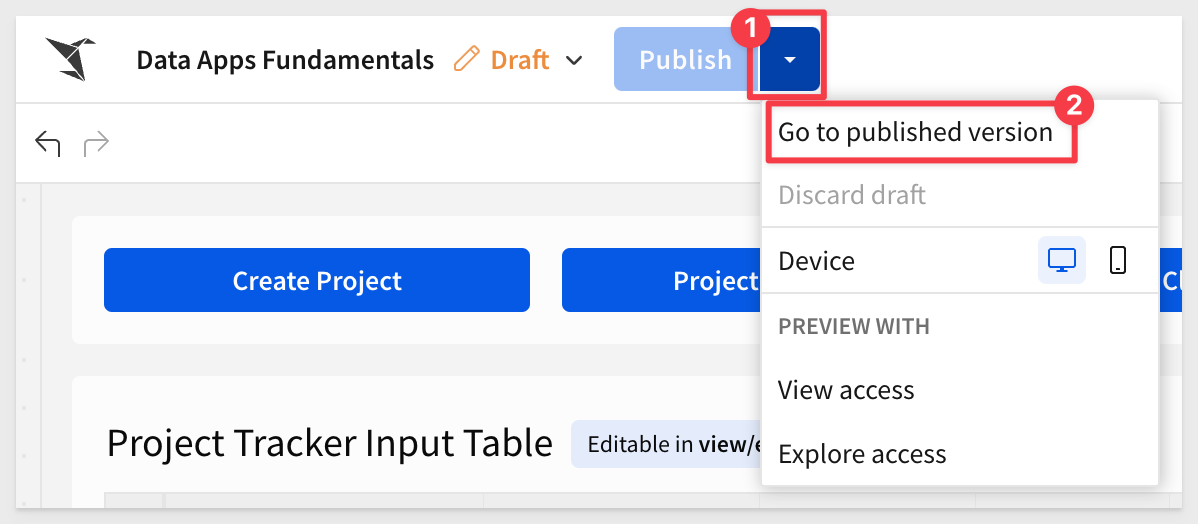 Data Apps Fundamentals Draft Publish 1
Go to published version 2
Discard draft
Device
Create Project Project
PREVIEW WITH
View access
Project Tracker Input Table Editable in view/
Explore access